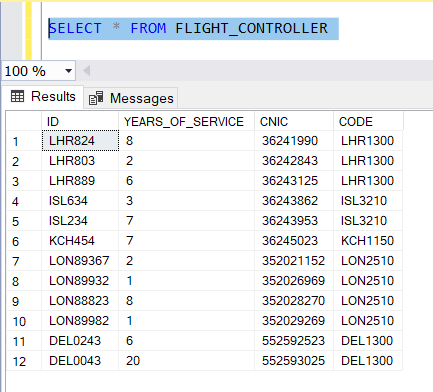 SELECT * FROM FLIGHT_CONTROLLER
100 %
Results Messages
ID YEARS_OF_SERVICE CNIC CODE
1 LHR824 8 36241990 LHR1300
2 LHR803 2 36242843 LHR1300
3 LHR889 6 36243125 LHR1300
4 ISL634 3 36243862 ISL3210
5 ISL234 7 36243953 ISL3210
6 KCH454 7 36245023 KCH1150
7 LON89367 2 352021152 LON2510
8 LON89932 1 352026969 LON2510
9 LON88823 8 352028270 LON2510
10 LON89982 1 352029269 LON2510
11 DEL0243 6 552592523 DEL1300
12 DEL0043 20 552593025 DEL1300